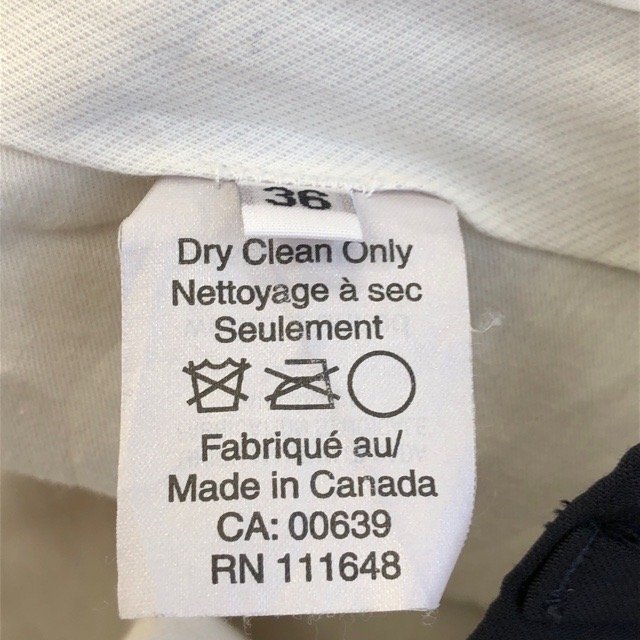 36
Dry Clean Only
Nettoyage à sec
Seulement
Fabriqué au/
Made in Canada
CA: 00639
RN 111648